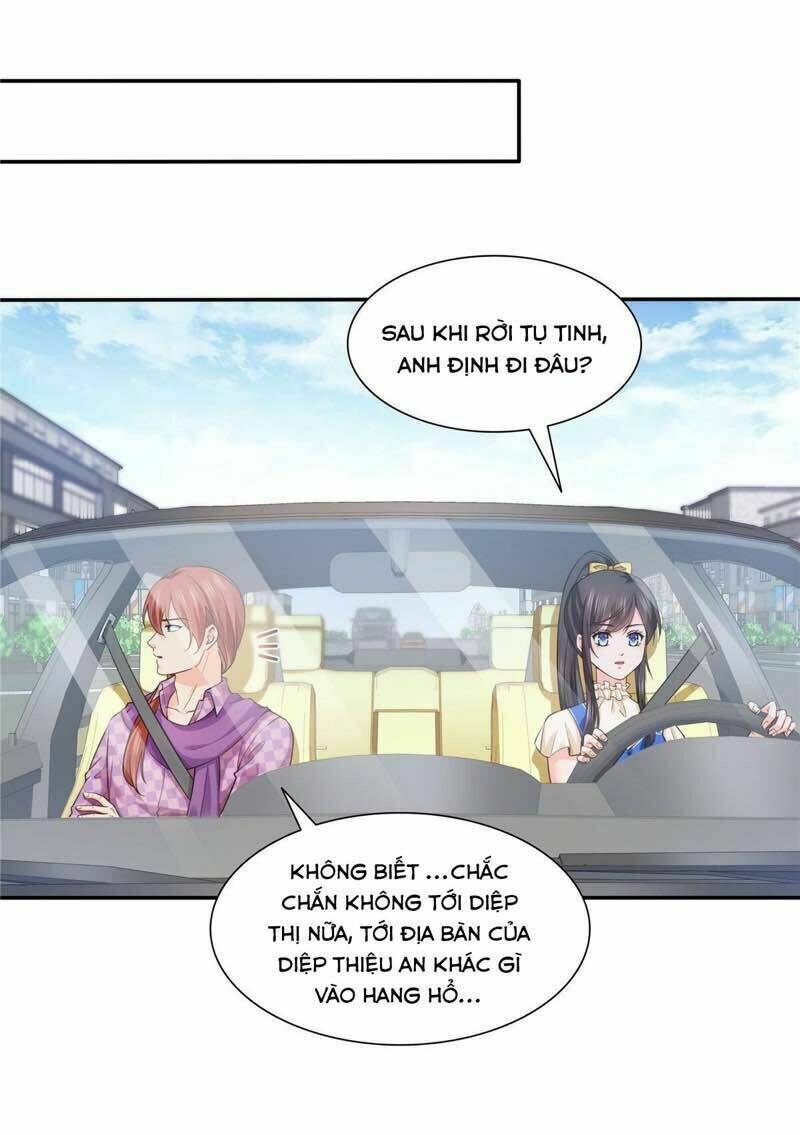 SAU KHI RỜI TỤ TINH,
ANH ĐỊNH ĐI ĐÂU?
KHÔNG BIẾT ...CHẮC
CHẮN KHÔNG TỚI DIỆP
THỊ NỮA, TỚI ĐỊA BÀN CỦA
DIỆP THIỆU AN KHÁC GÌ
VÀO HANG HỔ...